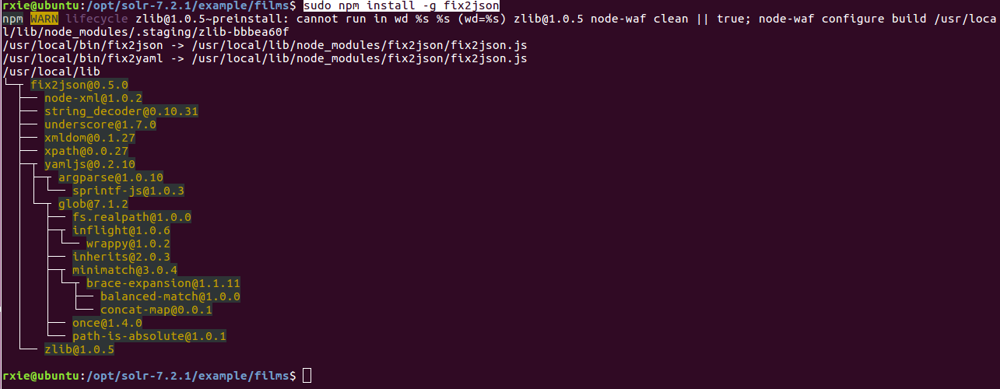 rxie@ubuntu:/opt/solr-7.2.1/example/films$ sudo npm install -g fix2json
npm WARN lifecycle zlib@1.0.5~preinstall: cannot run in wd %s %s (wd=%s) zlib@1.0.5 node-waf clean || true; node-waf configure build /usr/loca
l/lib/node_modules/.staging/zlib-bbbea60f
/usr/local/bin/fix2json -> /usr/local/lib/node_modules/fix2json/fix2json.js
/usr/local/bin/fix2yaml -> /usr/local/lib/node_modules/fix2json/fix2json.js
/usr/local/lib
└─┬ fix2json@0.5.0
  ├── node-xml@1.0.2
  ├── string_decoder@0.10.31
  ├── underscore@1.7.0
  ├── xmldom@0.1.27
  ├── xpath@0.0.27
  ├─┬ yamljs@0.2.10
  │ ├─┬ argparse@1.0.10
  │ │ └── sprintf-js@1.0.3
  │ └─┬ glob@7.1.2
  │   ├── fs.realpath@1.0.0
  │   ├─┬ inflight@1.0.6
  │   │ └── wrappy@1.0.2
  │   ├── inherits@2.0.3
  │   ├─┬ minimatch@3.0.4
  │   │ └─┬ brace-expansion@1.1.11
  │   │   ├── balanced-match@1.0.0
  │   │   └── concat-map@0.0.1
  │   ├── once@1.4.0
  │   └── path-is-absolute@1.0.1
  └── zlib@1.0.5
rxie@ubuntu:/opt/solr-7.2.1/example/films$